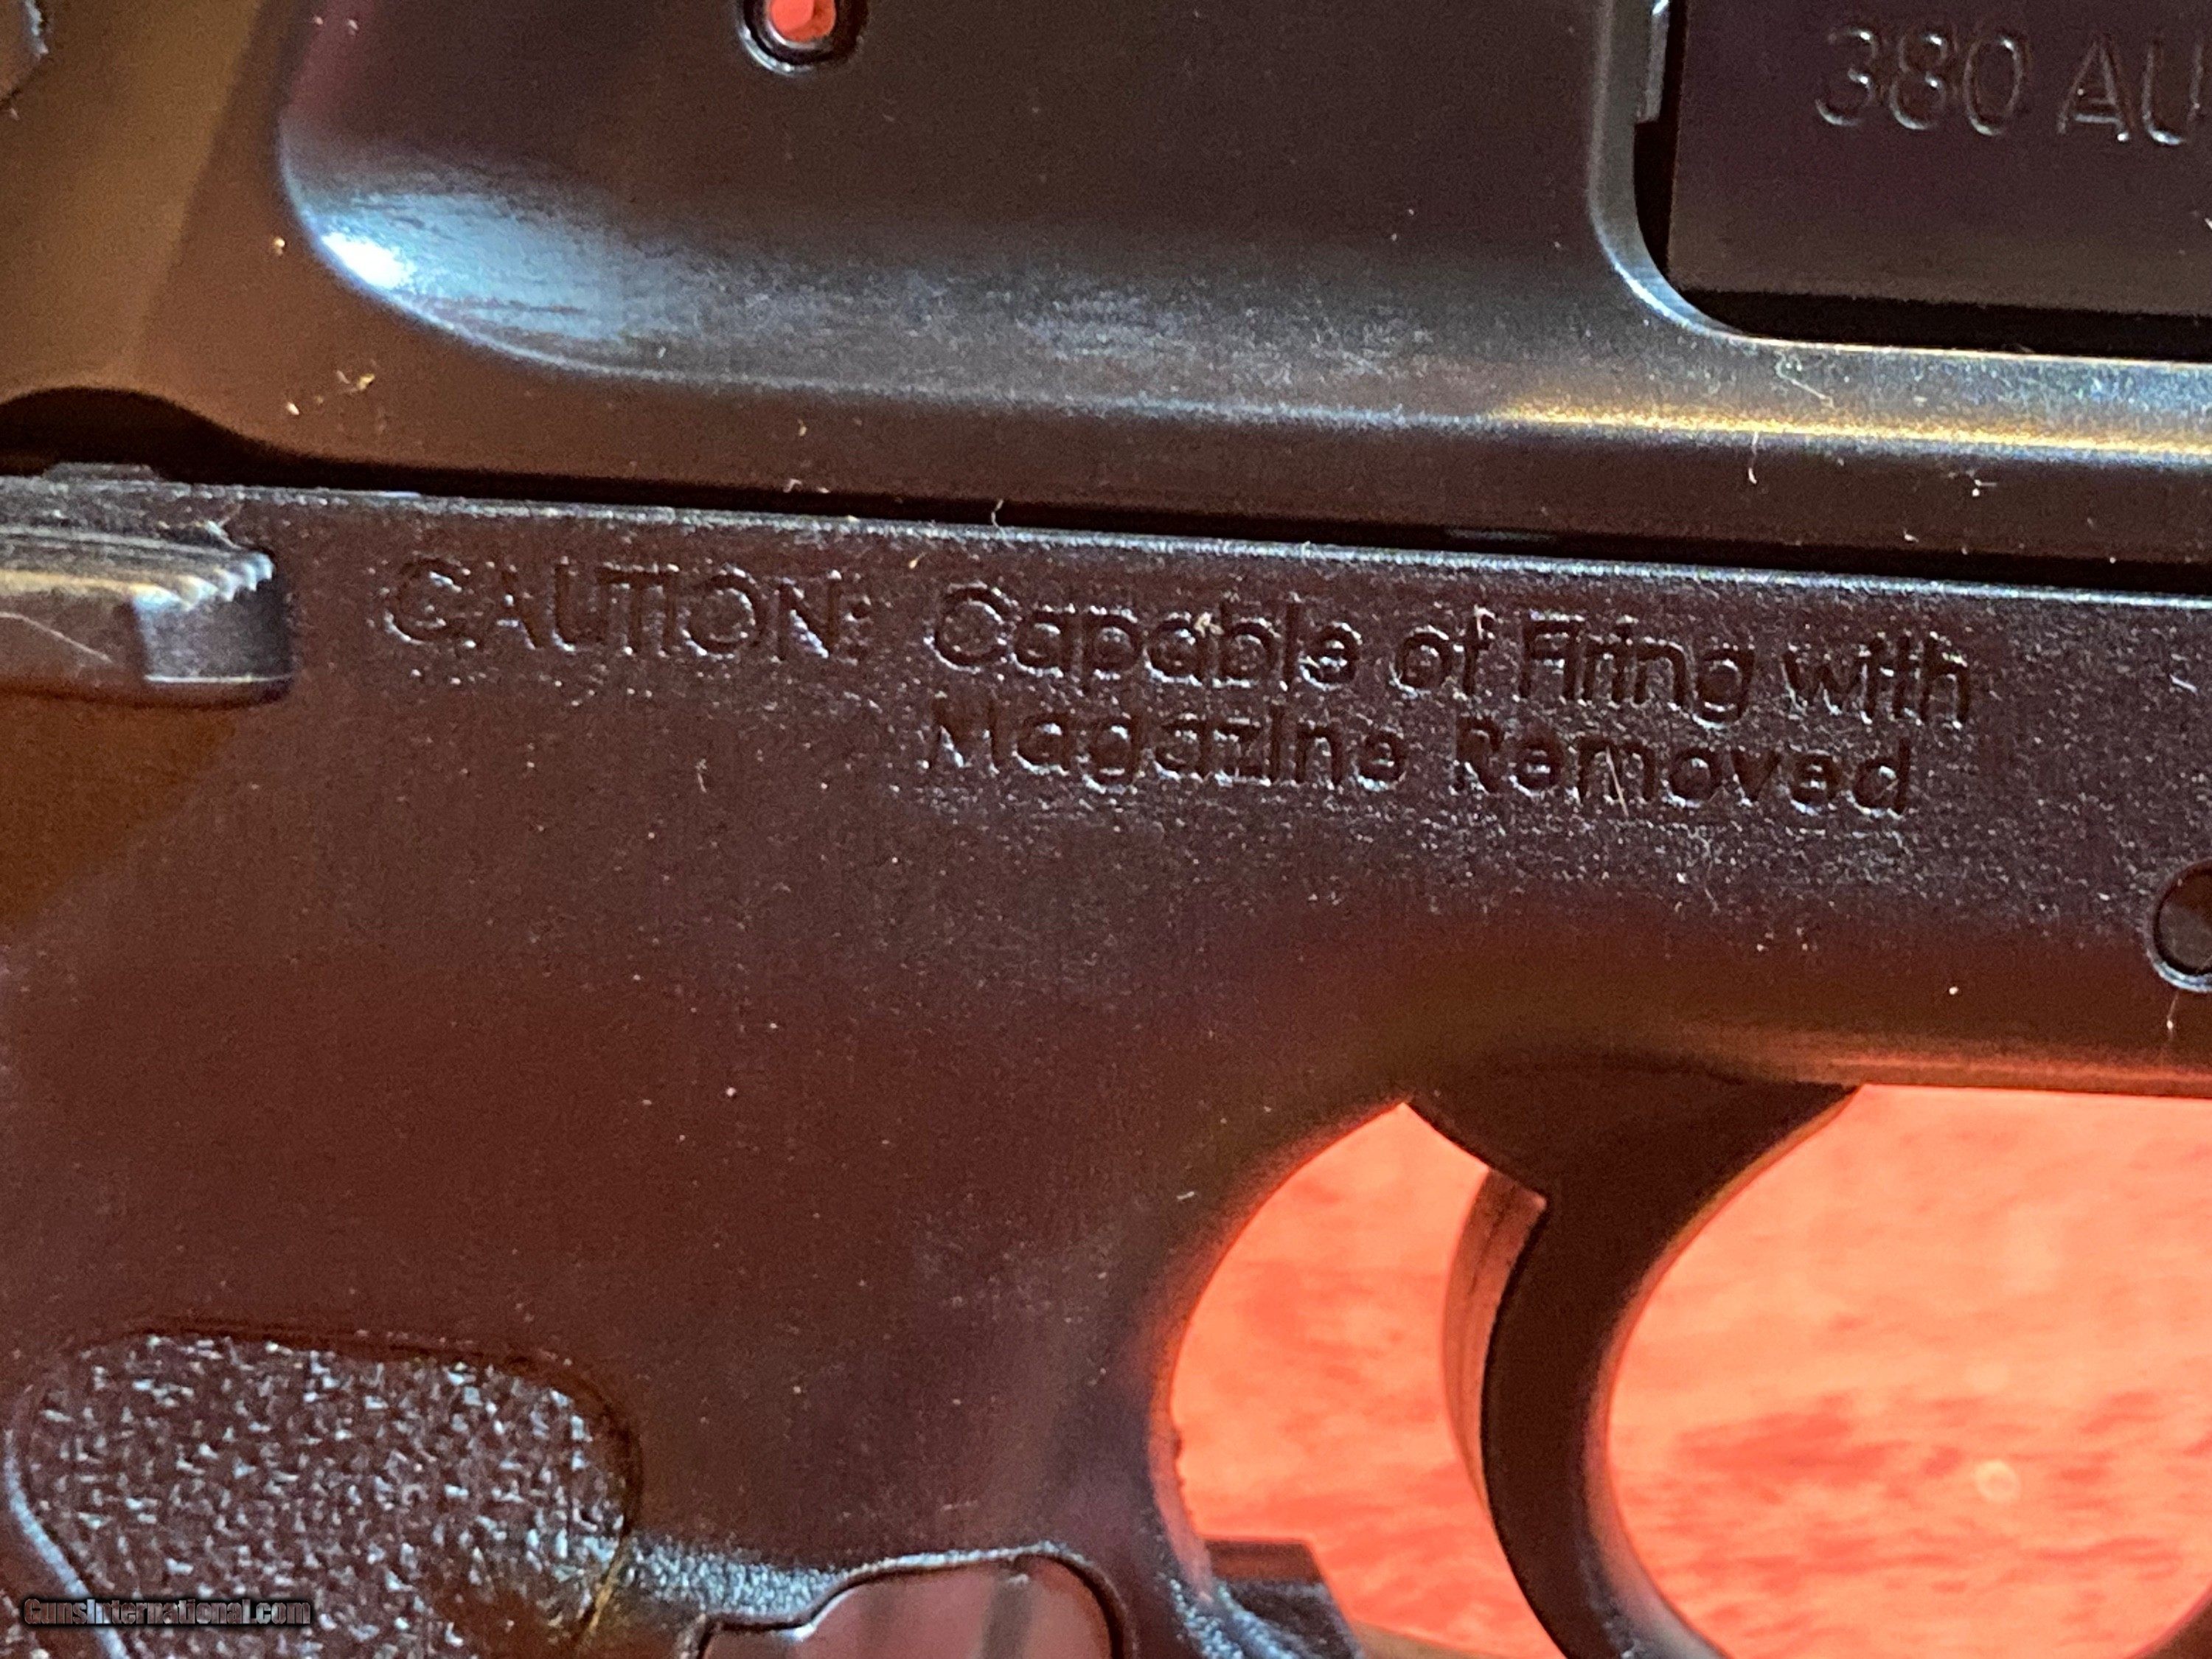 380 AU
CAUTION: Capable of Firing with
Magazine Removed
GunsInternational.com